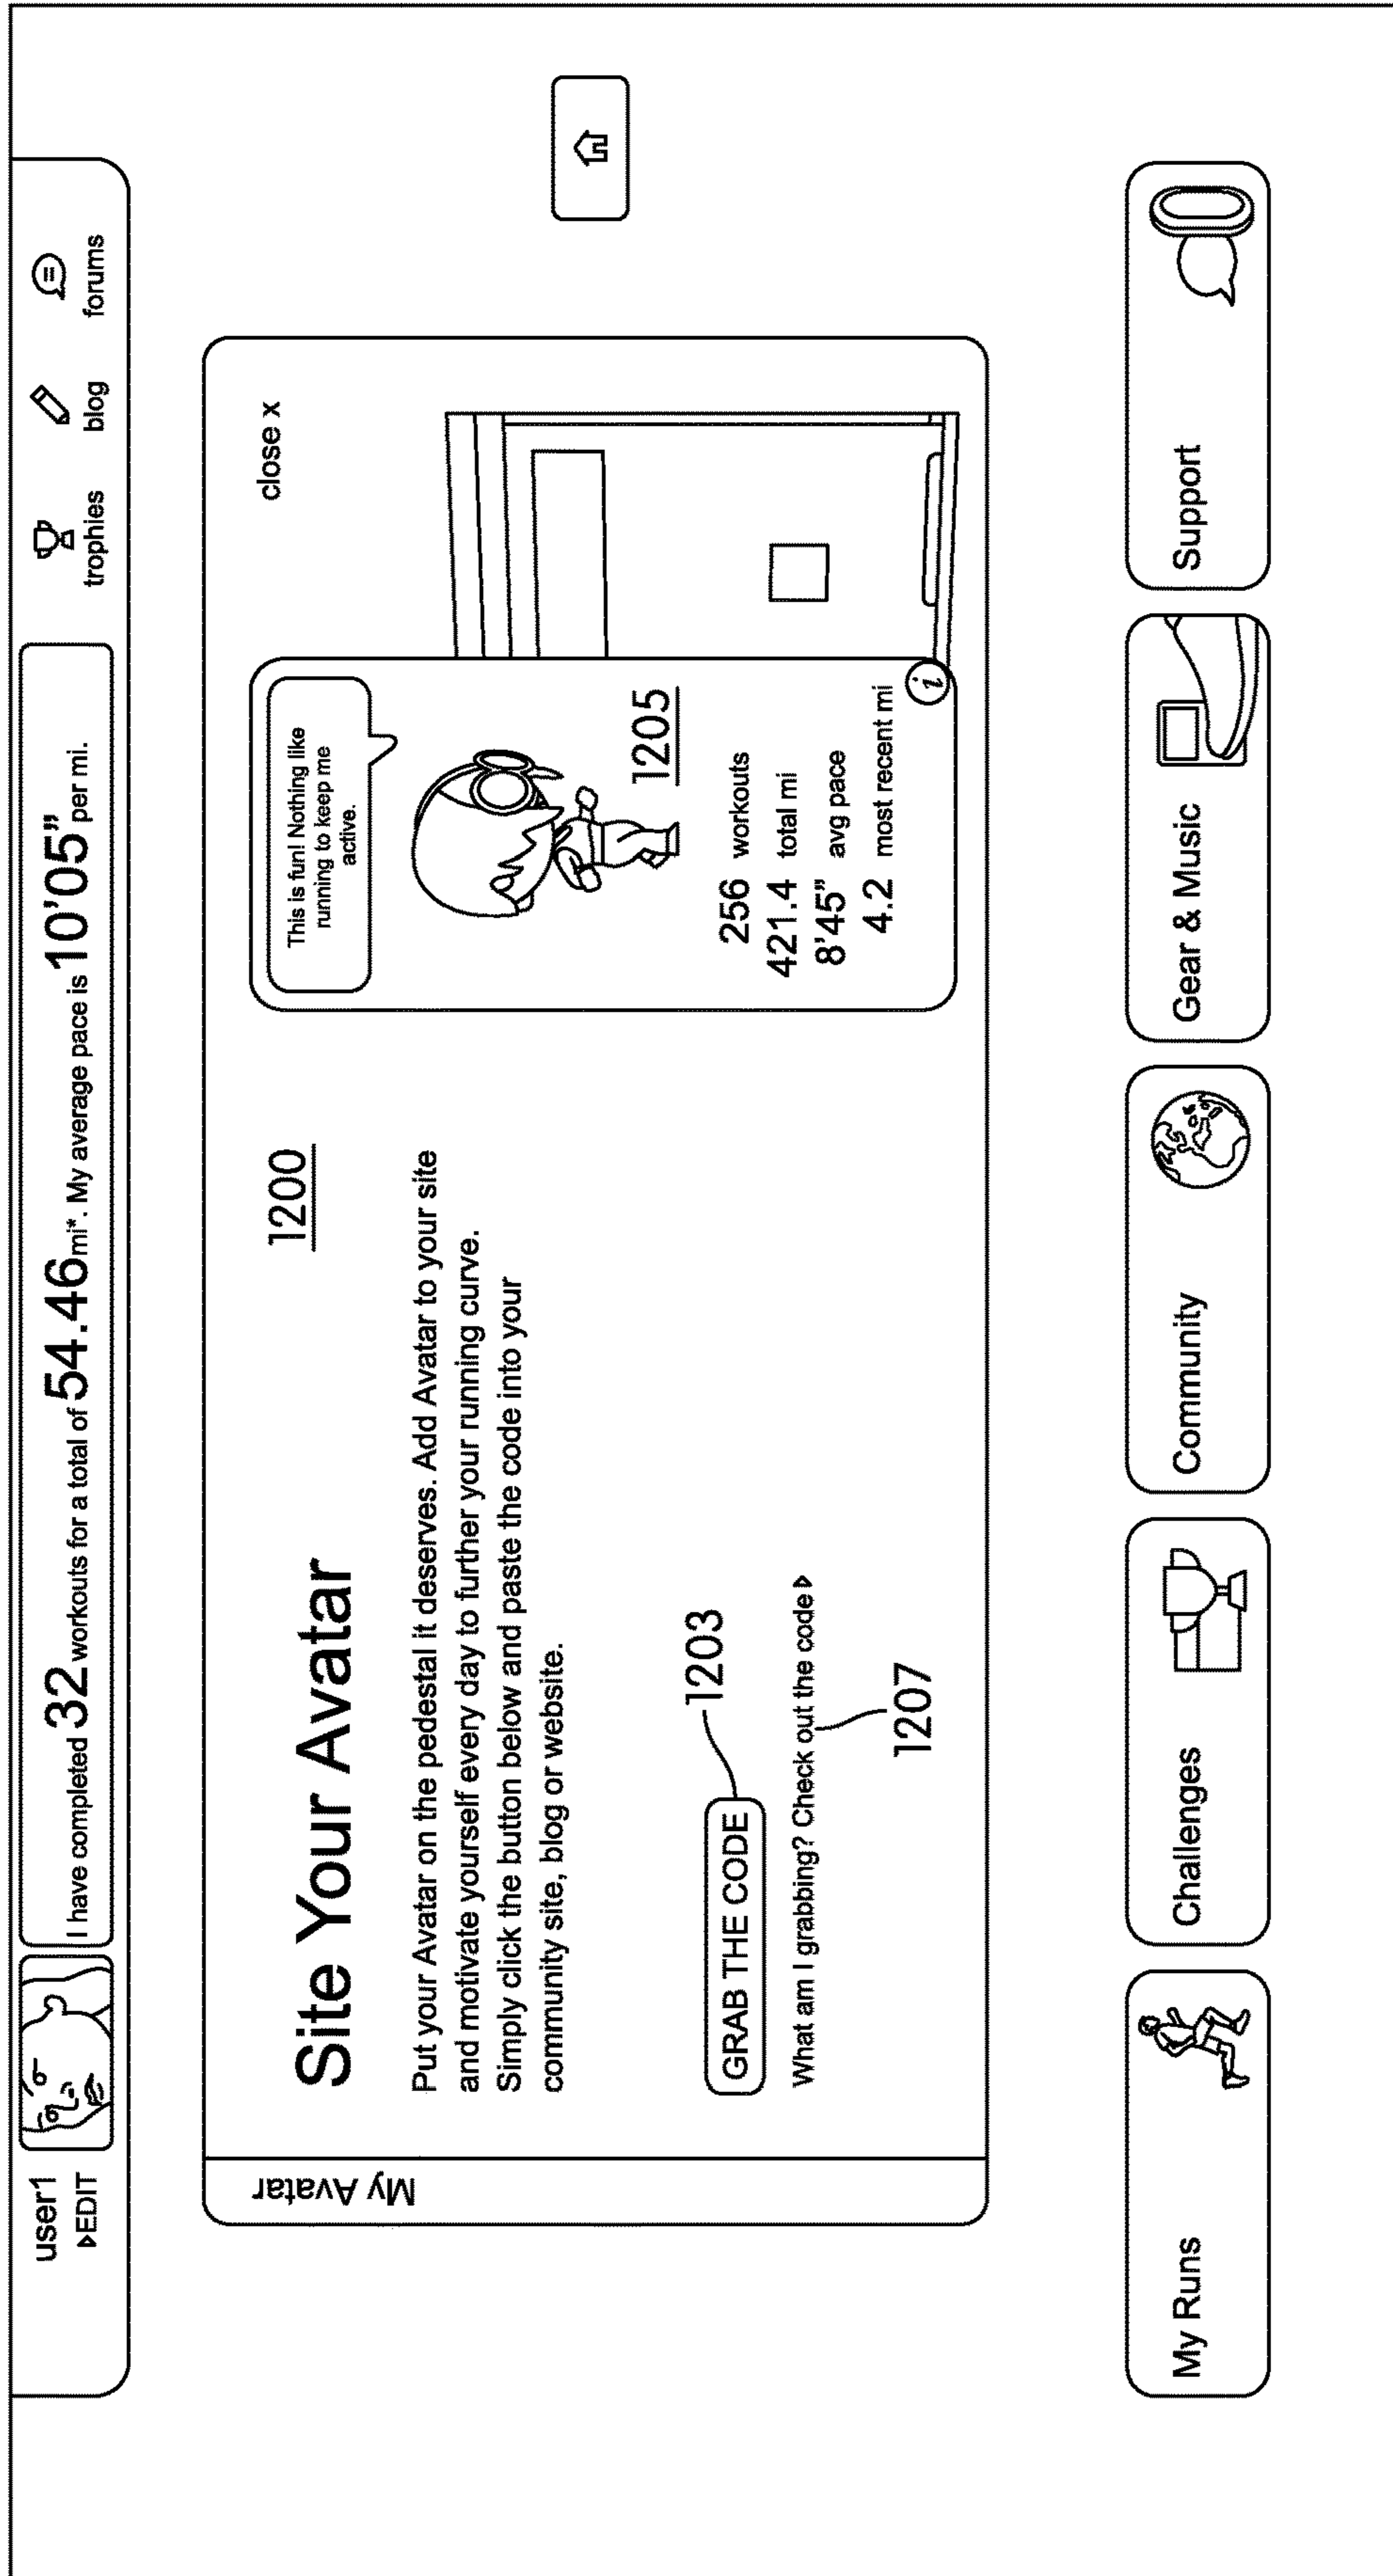 user1
▹EDIT
I have completed 32 workouts for a total of 54.46 mi*. My average pace is 10'05" per mi.
trophies
blog
forums
My Avatar
Site Your Avatar
1200
close x
Put your Avatar on the pedestal it deserves. Add Avatar to your site
and motivate yourself every day to further your running curve.
Simply click the button below and paste the code into your
community site, blog or website.
GRAB THE CODE
1203
What am I grabbing? Check out the code▹
1207
This is fun! Nothing like
running to keep me
active.
1205
256 workouts
421.4 total mi
8'45" avg pace
4.2 most recent mi
i
My Runs
Challenges
Community
Gear & Music
Support